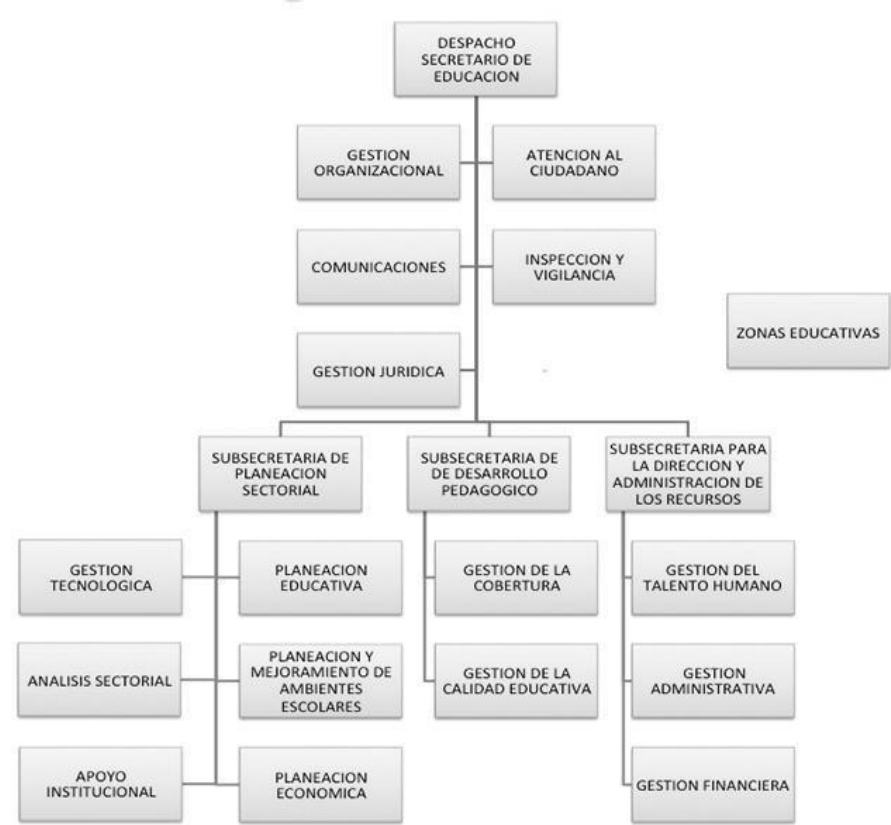 DESPACHO
SECRETARIO DE
EDUCACION
GESTION
ORGANIZACIONAL
ATENCION AL
CIUDADANO
COMUNICACIONES
INSPECCION Y
VIGILANCIA
ZONAS EDUCATIVAS
GESTION JURIDICA
SUBSECRETARIA DE
PLANEACION
SECTORIAL
SUBSECRETARIA DE
DE DESARROLLO
PEDAGOGICO
SUBSECRETARIA PARA
LA DIRECCION Y
ADMINISTRACION DE
LOS RECURSOS
GESTION
TECNOLOGICA
PLANEACION
EDUCATIVA
GESTION DE LA
COBERTURA
GESTION DEL
TALENTO HUMANO
ANALISIS SECTORIAL
PLANEACION Y
MEJORAMIENTO DE
AMBIENTES
ESCOLARES
GESTION DE LA
CALIDAD EDUCATIVA
GESTION
ADMINISTRATIVA
APOYO
INSTITUCIONAL
PLANEACION
ECONOMICA
GESTION FINANCIERA